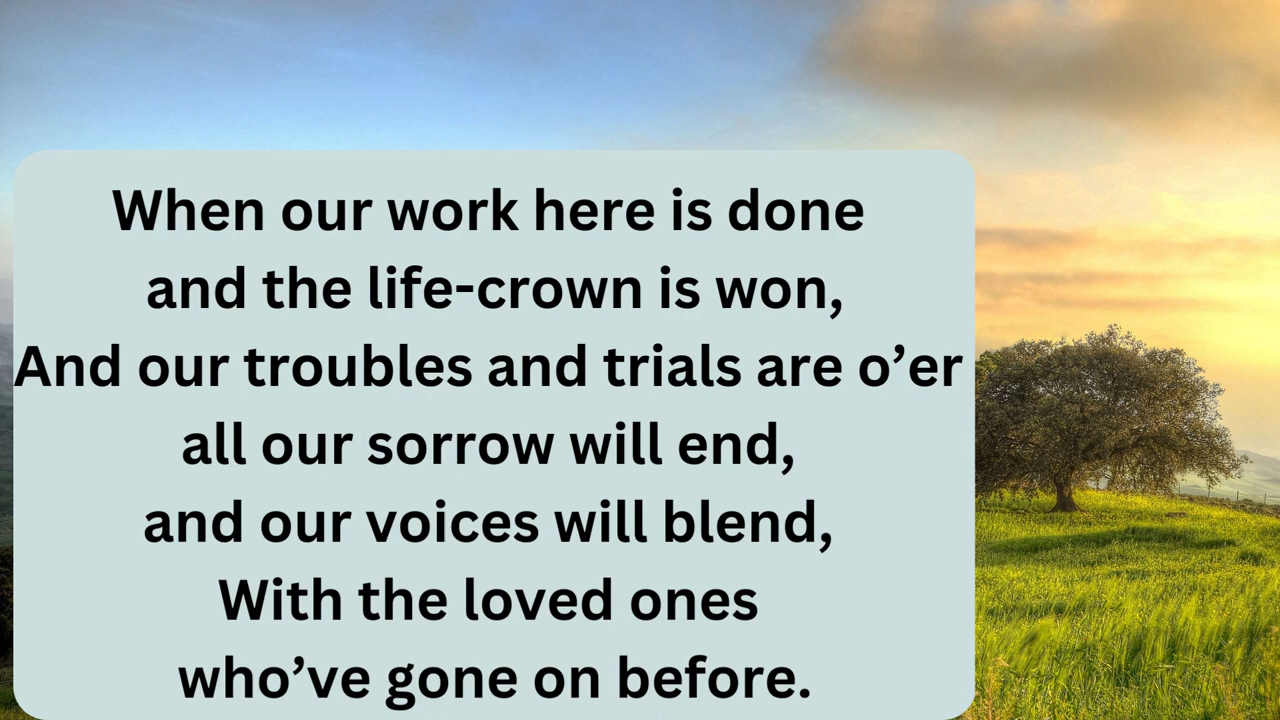 When our work here is done
and the life-crown is won,
And our troubles and trials are o’er
all our sorrow will end,
and our voices will blend,
With the loved ones
who’ve gone on before.